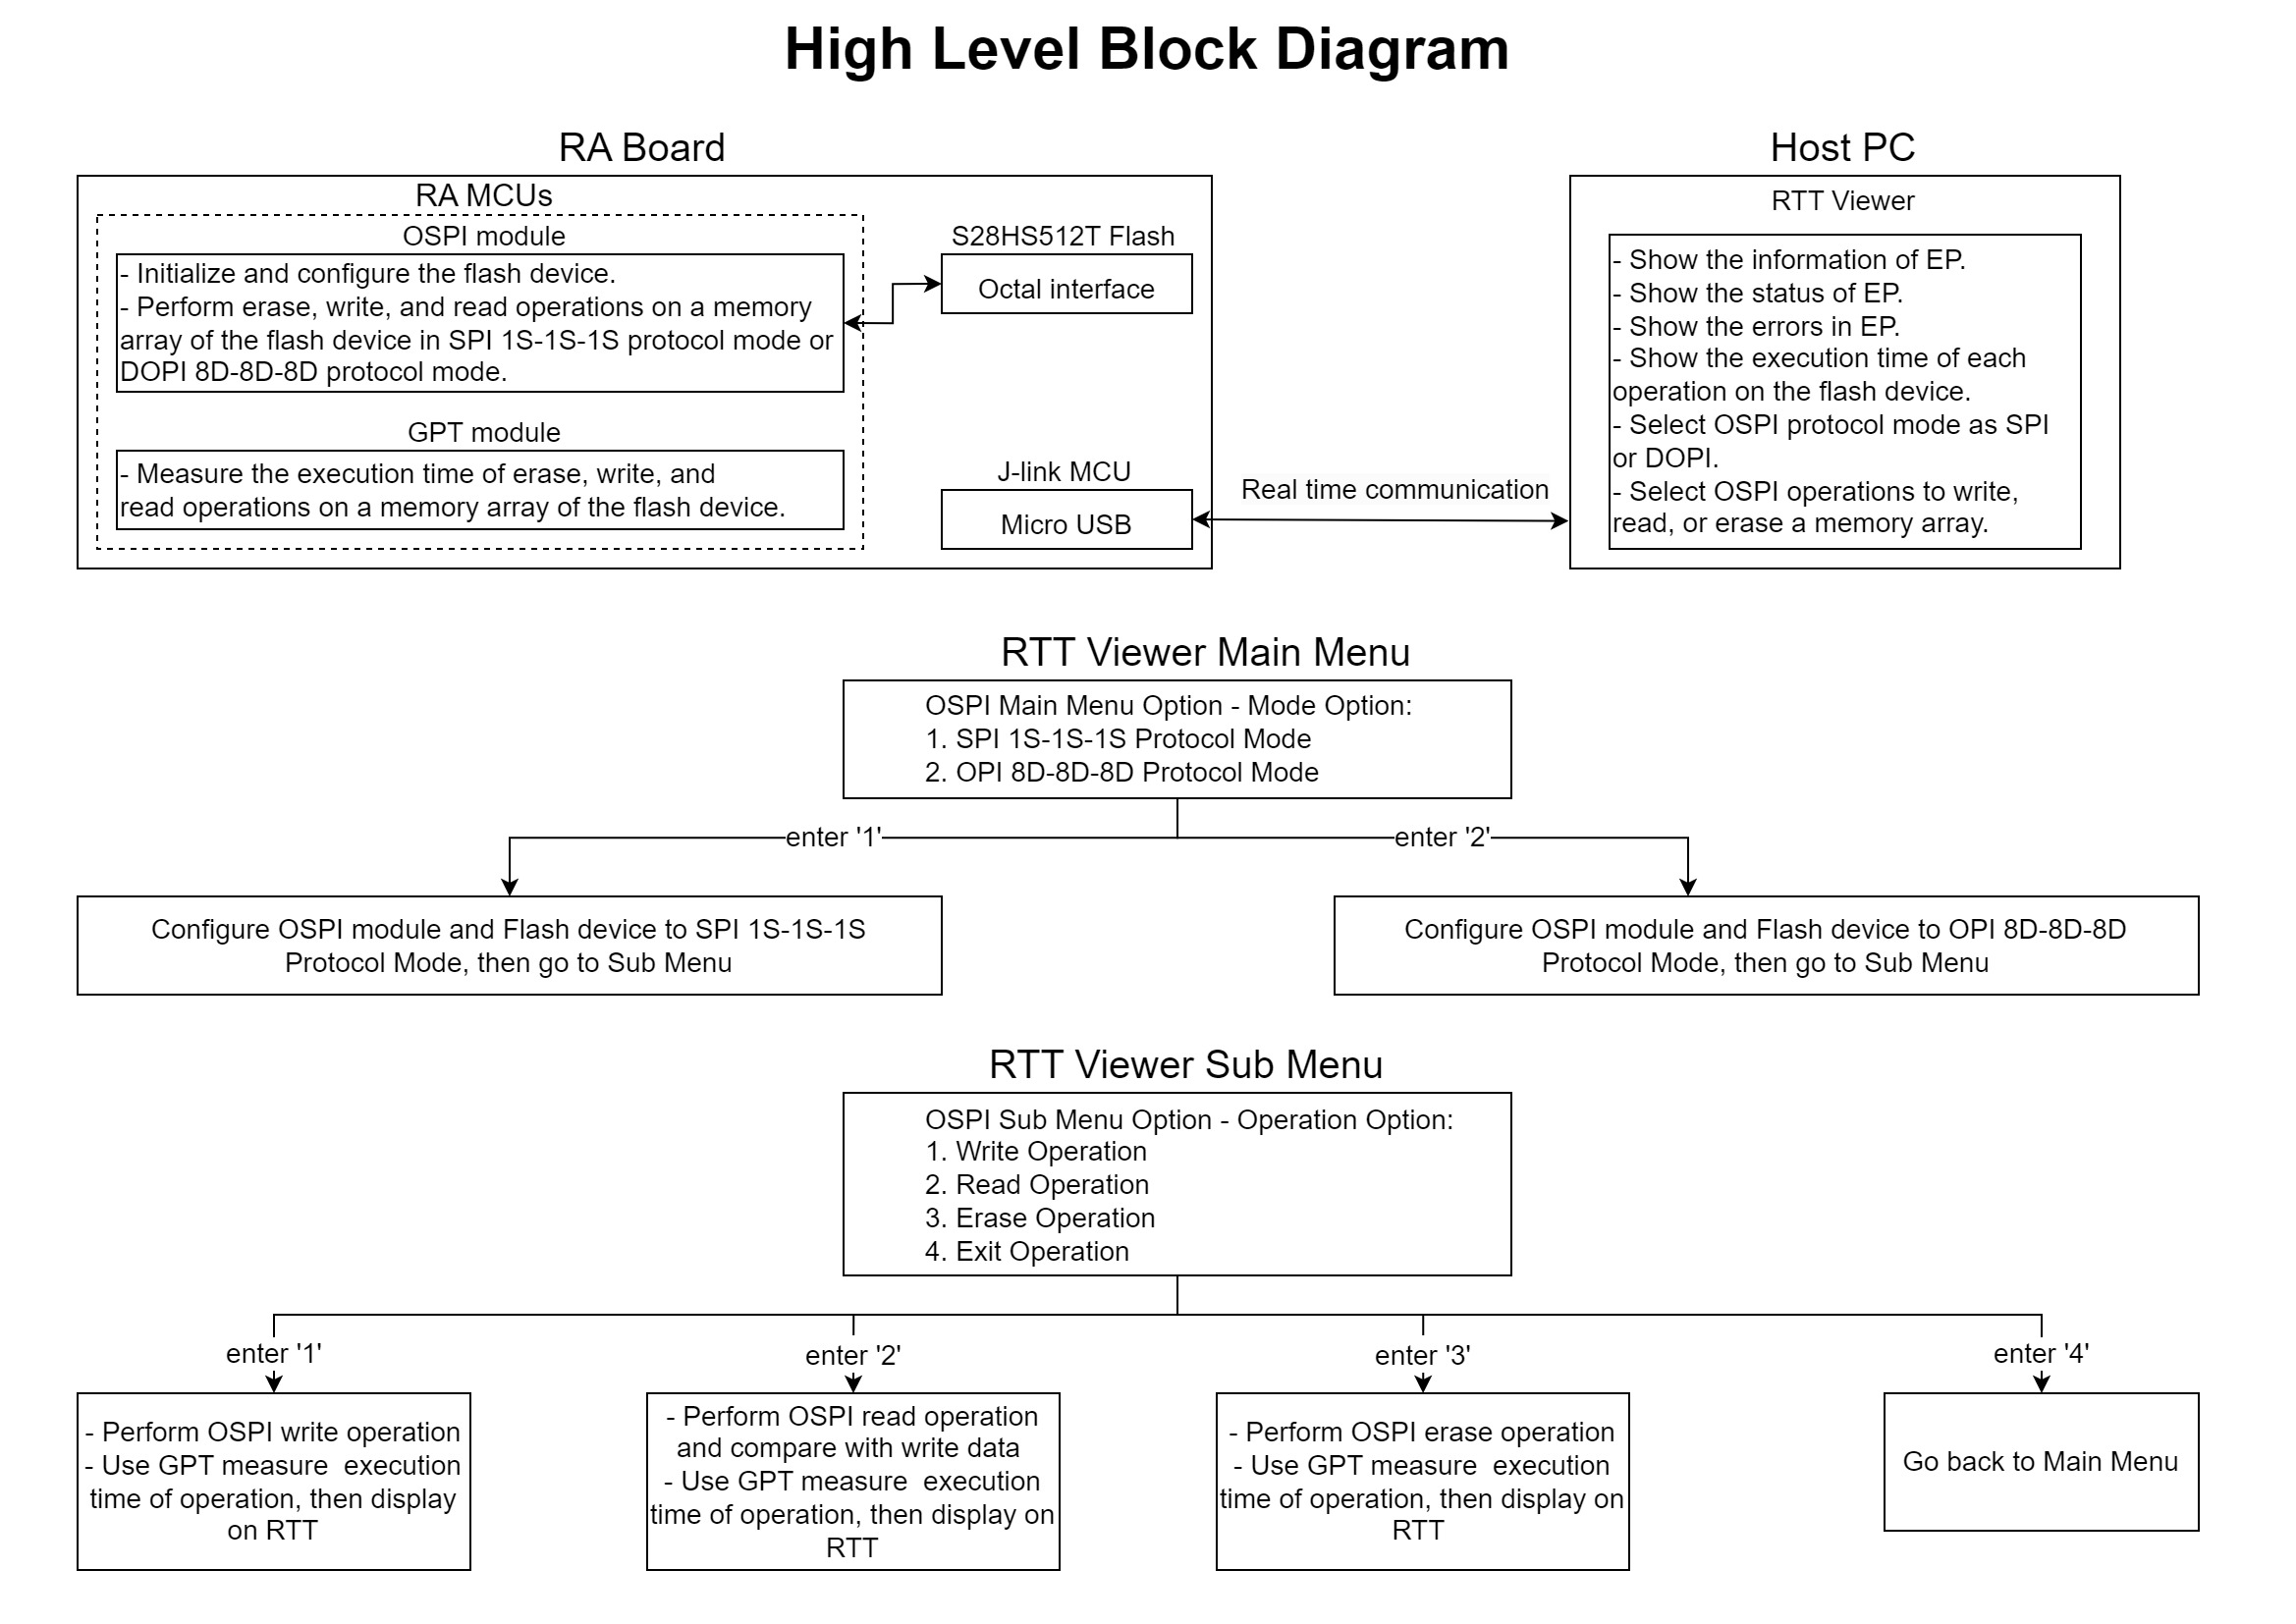 High Level Block Diagram
RA Board
RA MCUs
OSPI module
- Initialize and configure the flash device.
- Perform erase, write, and read operations on a memory
array of the flash device in SPI 1S-1S-1S protocol mode or
DOPI 8D-8D-8D protocol mode.
GPT module
- Measure the execution time of erase, write, and
read operations on a memory array of the flash device.
S28HS512T Flash
Octal interface
J-link MCU
Micro USB
Real time communication
Host PC
RTT Viewer
- Show the information of EP.
- Show the status of EP.
- Show the errors in EP.
- Show the execution time of each
operation on the flash device.
- Select OSPI protocol mode as SPI
or DOPI.
- Select OSPI operations to write,
read, or erase a memory array.
RTT Viewer Main Menu
OSPI Main Menu Option - Mode Option:
1. SPI 1S-1S-1S Protocol Mode
2. OPI 8D-8D-8D Protocol Mode
enter '1'
enter '2'
Configure OSPI module and Flash device to SPI 1S-1S-1S
Protocol Mode, then go to Sub Menu
Configure OSPI module and Flash device to OPI 8D-8D-8D
Protocol Mode, then go to Sub Menu
RTT Viewer Sub Menu
OSPI Sub Menu Option - Operation Option:
1. Write Operation
2. Read Operation
3. Erase Operation
4. Exit Operation
enter '1'
enter '2'
enter '3'
enter '4'
- Perform OSPI write operation
- Use GPT measure  execution
time of operation, then display
on RTT
- Perform OSPI read operation
and compare with write data
- Use GPT measure  execution
time of operation, then display on
RTT
- Perform OSPI erase operation
- Use GPT measure  execution
time of operation, then display on
RTT
Go back to Main Menu